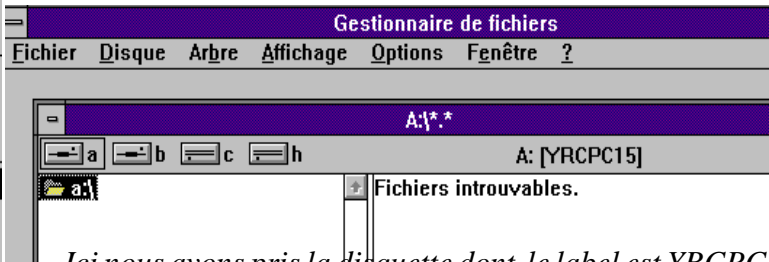 Gestionnaire de fichiers
Fichier Disque Arbre Affichage Options Fenêtre ?
A:\*.*
a b c h A: [YRCPC15]
a:\ Fichiers introuvables.
Ici nous avons pris la disquette dont le label est YRCPC